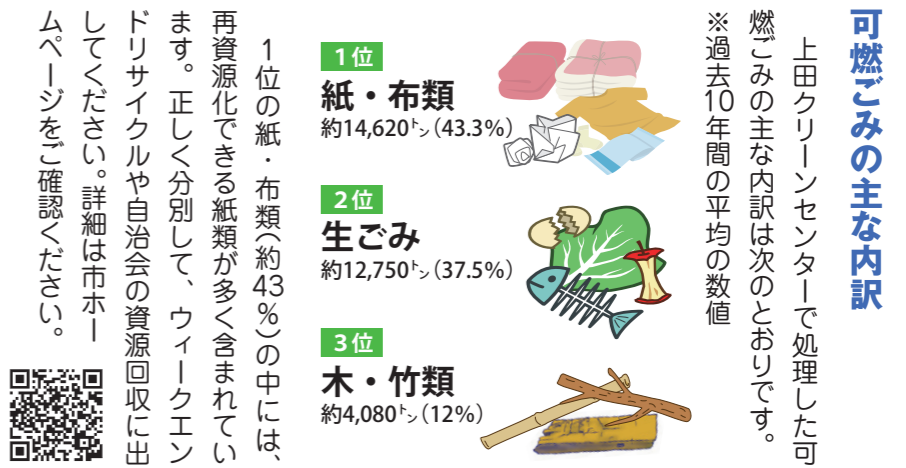 可燃ごみの主な内訳
上田クリーンセンターで処理した可
燃ごみの主な内訳は次のとおりです。
※過去10年間の平均の数値
1位
紙・布類
約14,620㌧(43.3%)
2位
生ごみ
約12,750㌧(37.5%)
3位
木・竹類
約4,080㌧(12%)
1位の紙・布類(約43%)の中には、
再資源化できる紙類が多く含まれてい
ます。正しく分別して、ウィークエン
ドリサイクルや自治会の資源回収に出
してください。詳細は市ホー
ムページをご確認ください。